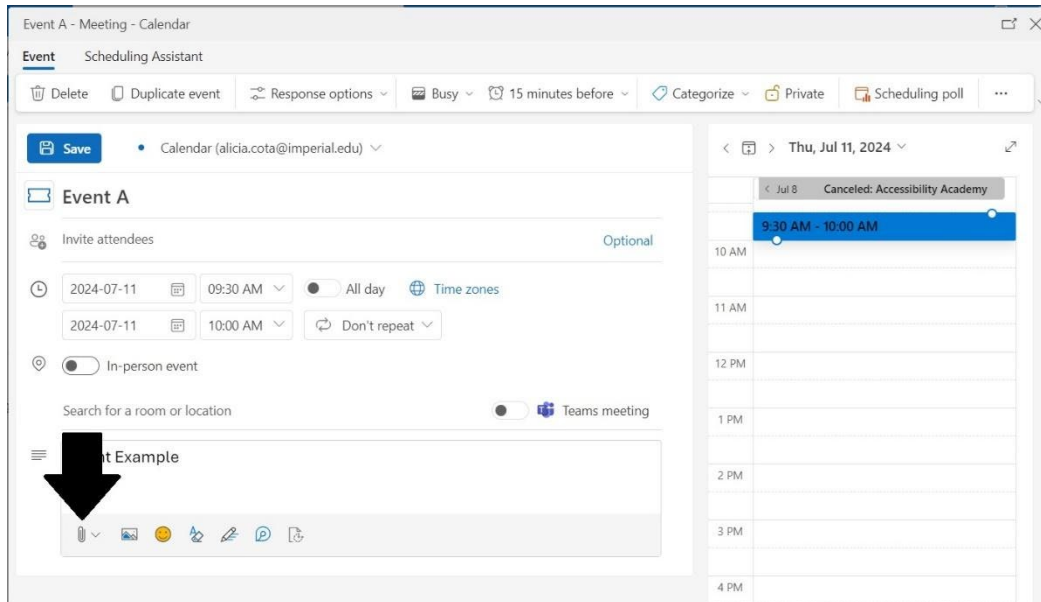 Event A - Meeting - Calendar
Event Scheduling Assistant
Delete Duplicate event Response options Busy 15 minutes before Categorize Private Scheduling poll ...
Save • Calendar (alicia.cota@imperial.edu)
Event A
Invite attendees Optional
2024-07-11 09:30 AM All day Time zones
2024-07-11 10:00 AM Don't repeat
In-person event
Search for a room or location Teams meeting
Example
Thu, Jul 11, 2024
Jul 8 Canceled: Accessibility Academy
9:30 AM - 10:00 AM
10 AM
11 AM
12 PM
1 PM
2 PM
3 PM
4 PM